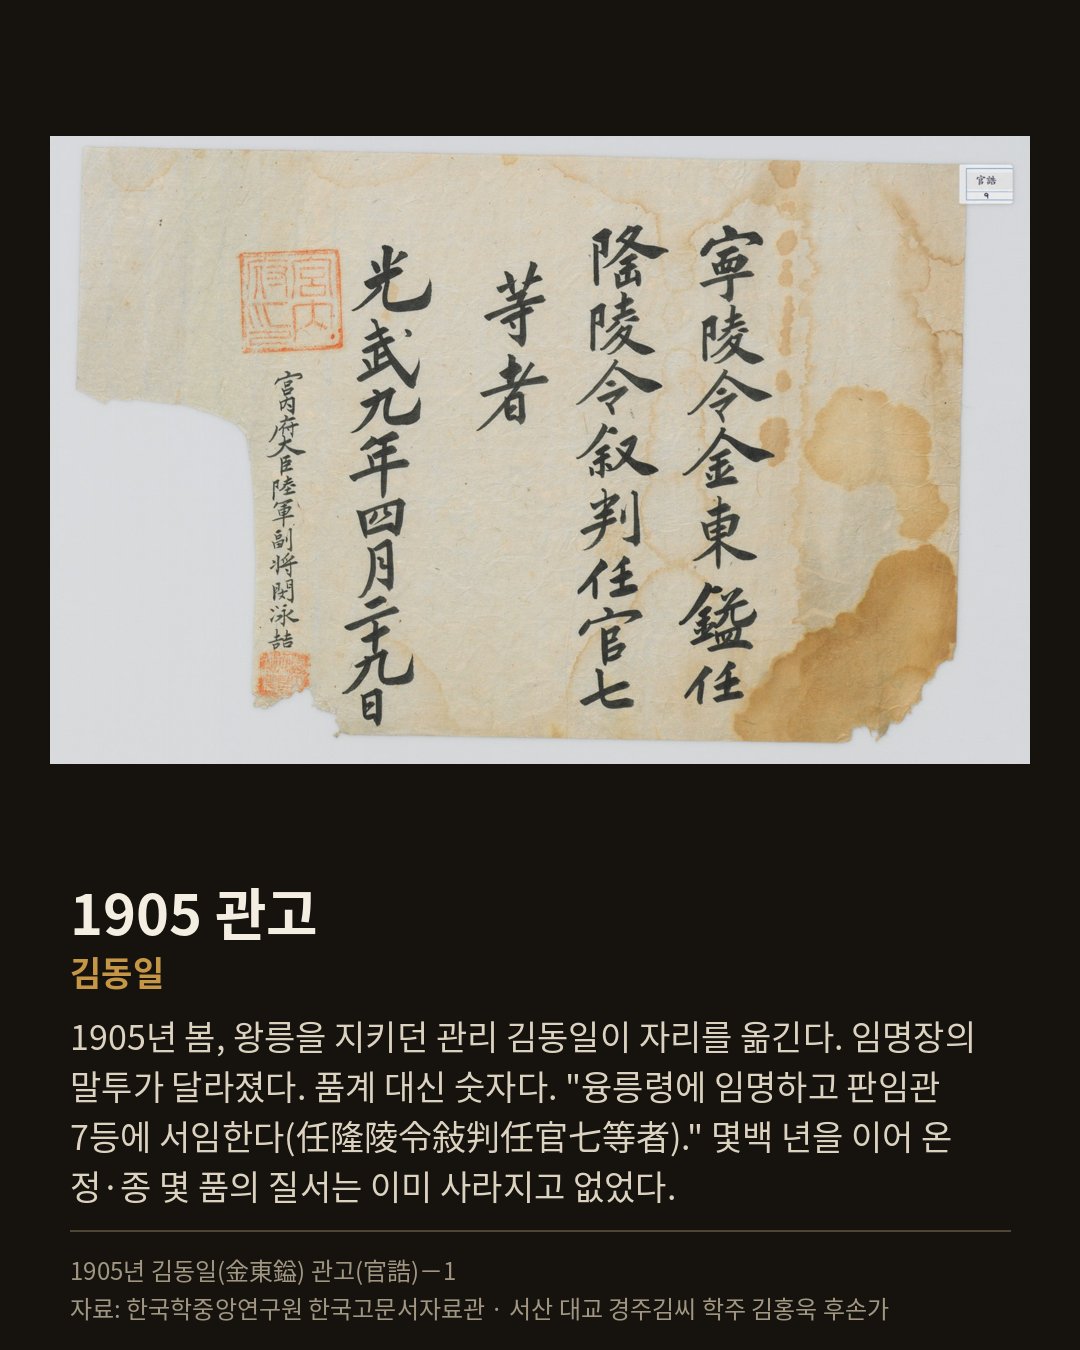 官誥
9
寧陵令金東鎰任
隆陵令叙判任官七
等者
光武九年四月二十九日
宮內府印
宮內府大臣陸軍副将閔泳喆
1905 관고
김동일
1905년 봄, 왕릉을 지키던 관리 김동일이 자리를 옮긴다. 임명장의
말투가 달라졌다. 품계 대신 숫자다. "융릉령에 임명하고 판임관
7등에 서임한다(任隆陵令敍判任官七等者)." 몇백 년을 이어 온
정·종 몇 품의 질서는 이미 사라지고 없었다.
1905년 김동일(金東鎰) 관고(官誥)－1
자료: 한국학중앙연구원 한국고문서자료관 · 서산 대교 경주김씨 학주 김홍욱 후손가